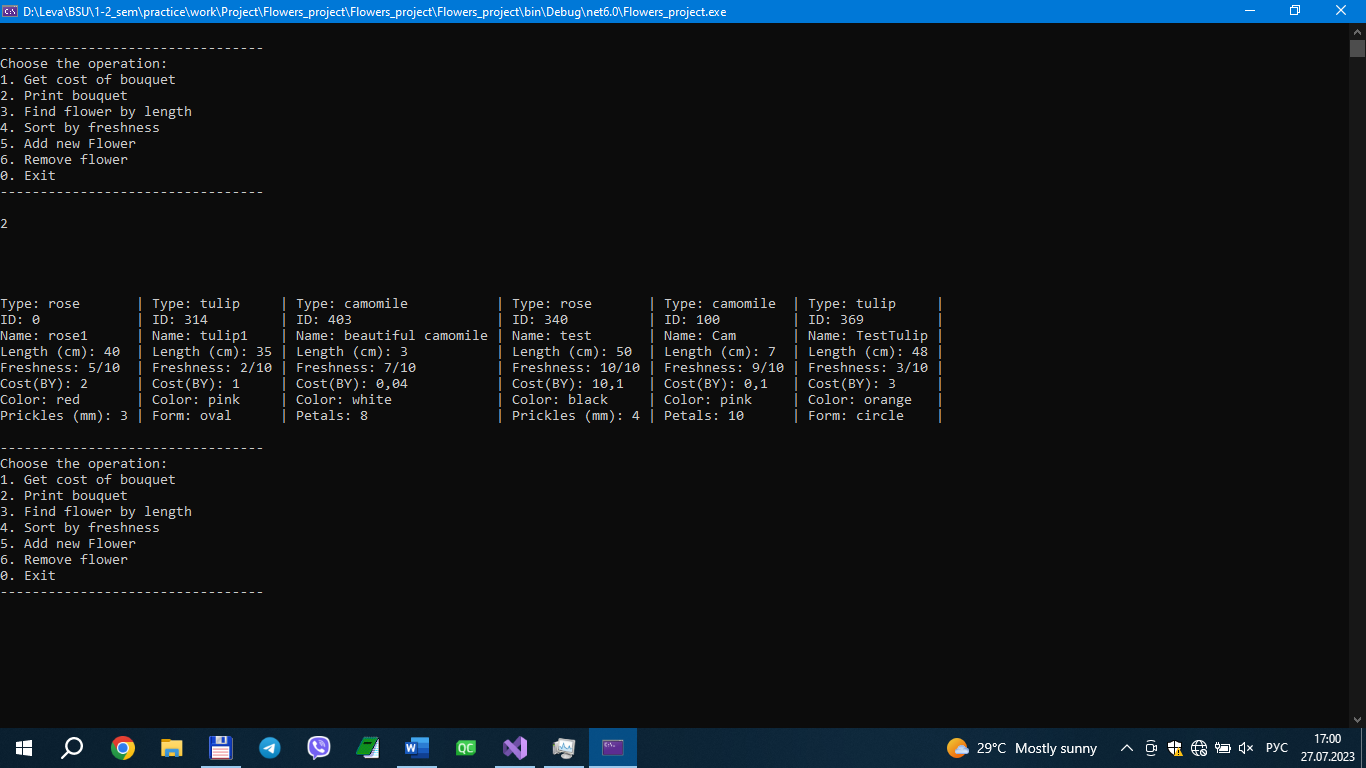 D:\Leva\BSU\1-2_sem\practice\work\Project\Flowers_project\Flowers_project\Flowers_project\bin\Debug\net6.0\Flowers_project.exe
---------------------------------
Choose the operation:
1. Get cost of bouquet
2. Print bouquet
3. Find flower by length
4. Sort by freshness
5. Add new Flower
6. Remove flower
0. Exit
---------------------------------
2
Type: rose       | Type: tulip     | Type: camomile           | Type: rose       | Type: camomile  | Type: tulip     |
ID: 0            | ID: 314         | ID: 403                  | ID: 340          | ID: 100         | ID: 369         |
Name: rose1      | Name: tulip1    | Name: beautiful camomile | Name: test       | Name: Cam       | Name: TestTulip |
Length (cm): 40  | Length (cm): 35 | Length (cm): 3           | Length (cm): 50  | Length (cm): 7  | Length (cm): 48 |
Freshness: 5/10  | Freshness: 2/10 | Freshness: 7/10          | Freshness: 10/10 | Freshness: 9/10 | Freshness: 3/10 |
Cost(BY): 2      | Cost(BY): 1     | Cost(BY): 0,04           | Cost(BY): 10,1   | Cost(BY): 0,1   | Cost(BY): 3     |
Color: red       | Color: pink     | Color: white             | Color: black     | Color: pink     | Color: orange   |
Prickles (mm): 3 | Form: oval      | Petals: 8                | Prickles (mm): 4 | Petals: 10      | Form: circle    |
---------------------------------
Choose the operation:
1. Get cost of bouquet
2. Print bouquet
3. Find flower by length
4. Sort by freshness
5. Add new Flower
6. Remove flower
0. Exit
---------------------------------
QC
29°C Mostly sunny
РУС
17:00
27.07.2023